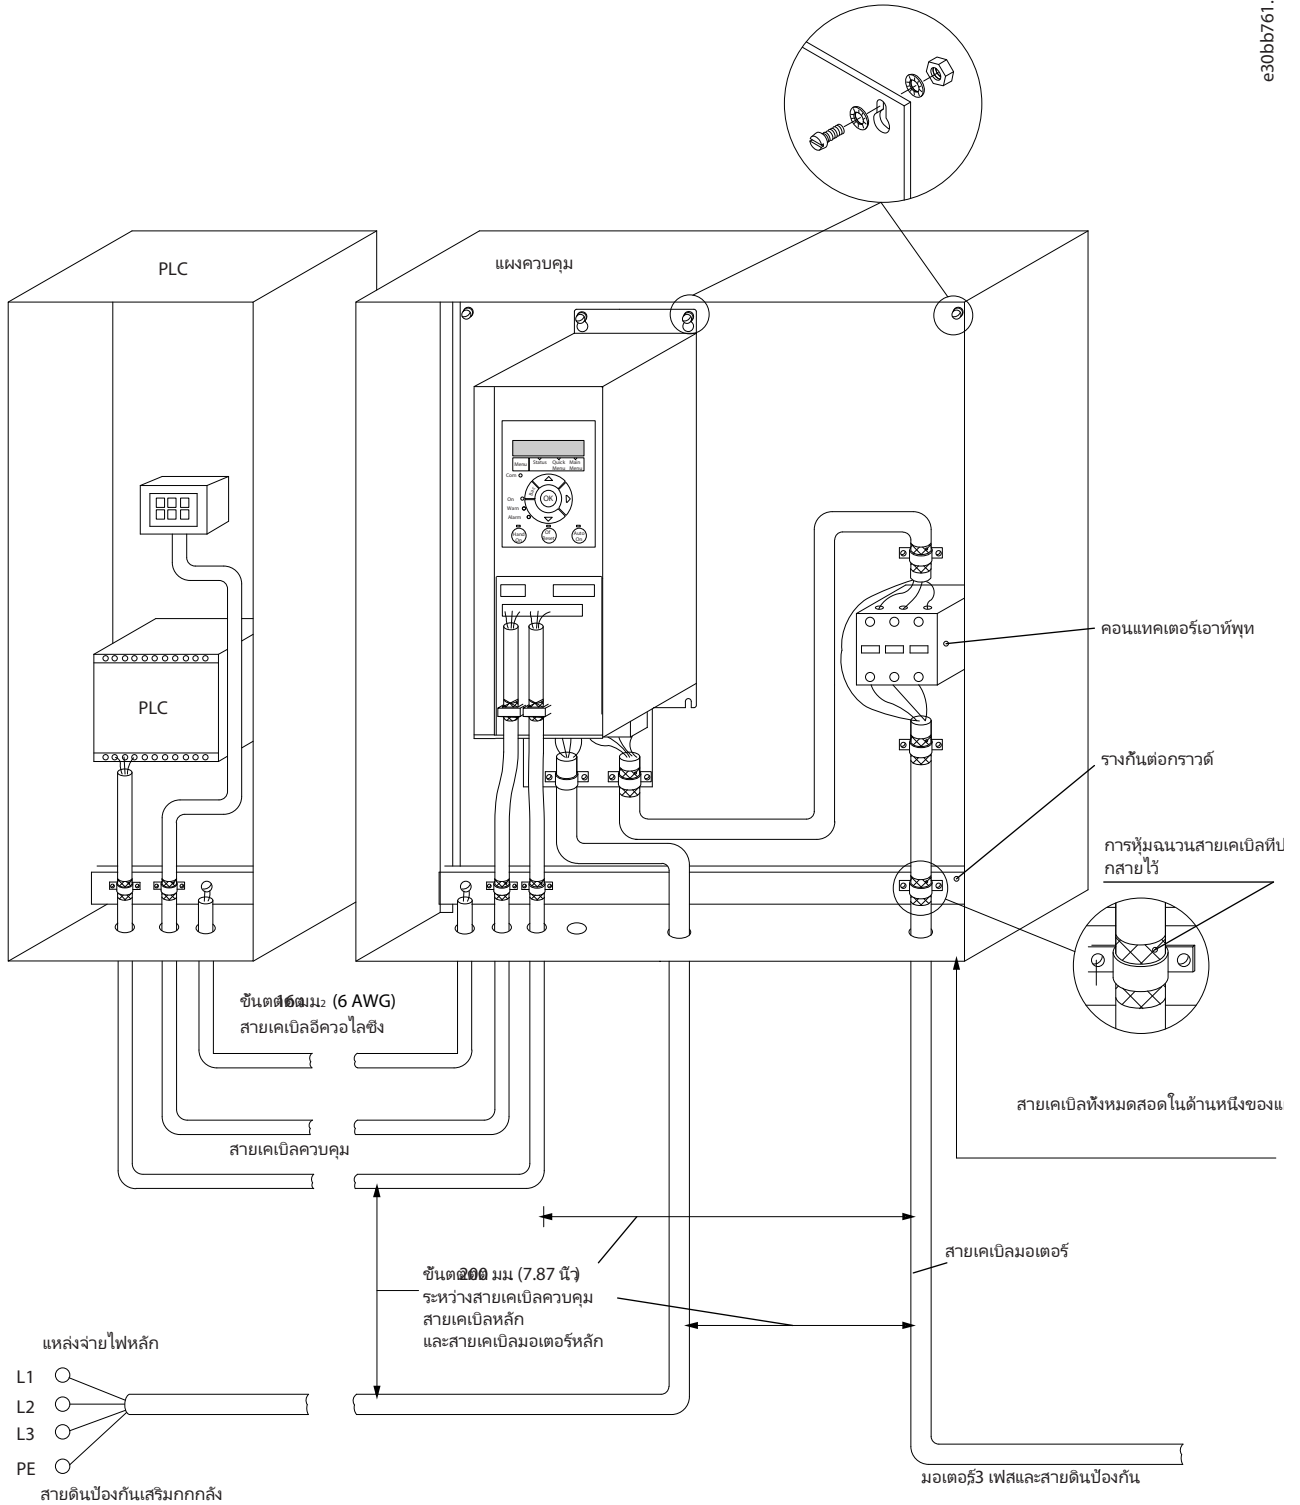 e30bb761.
PLC
แผงควบคุม
Menu
Status
Quick Menu
Main Menu
Com.
On
Warn
Alarm
OK
Hand On
Off Reset
Auto On
PLC
คอนแทคเตอร์เอาท์พุท
รางกั้นต่อกราวด์
การหุ้มฉนวนสายเคเบิลที่ป
กสายไว้
(6 AWG)
สายเคเบิลอีควอไลซิ่ง
สายเคเบิลทั้งหมดสอดในด้านหนึ่งของแ
สายเคเบิลควบคุม
สายเคเบิลมอเตอร์
200 มม. (7.87 นิ้ว)
ระหว่างสายเคเบิลควบคุม
สายเคเบิลหลัก
และสายเคเบิลมอเตอร์หลัก
แหล่งจ่ายไฟหลัก
L1
L2
L3
PE
สายดินป้องกันเสริมกกกลัง
มอเตอร์,3 เฟสและสายดินป้องกัน